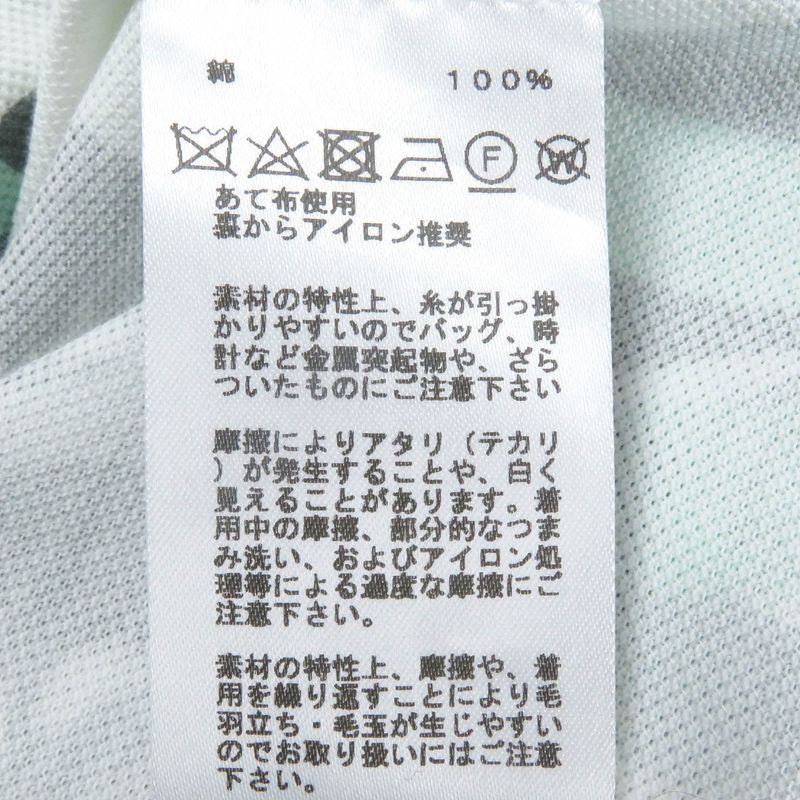 綿 100%
F W
あて布使用
裏からアイロン推奨
素材の特性上、糸が引っ掛
かりやすいのでバッグ、時
計など金属突起物や、ざら
ついたものにご注意下さい
摩擦によりアタリ(テカリ
)が発生することや、白く
見えることがあります。着
用中の摩擦、部分的なつま
み洗い、およびアイロン処
理等による過度な摩擦にご
注意下さい。
素材の特性上、摩擦や、着
用を繰り返すことにより毛
羽立ち・毛玉が生じやすい
のでお取り扱いにはご注意
下さい。